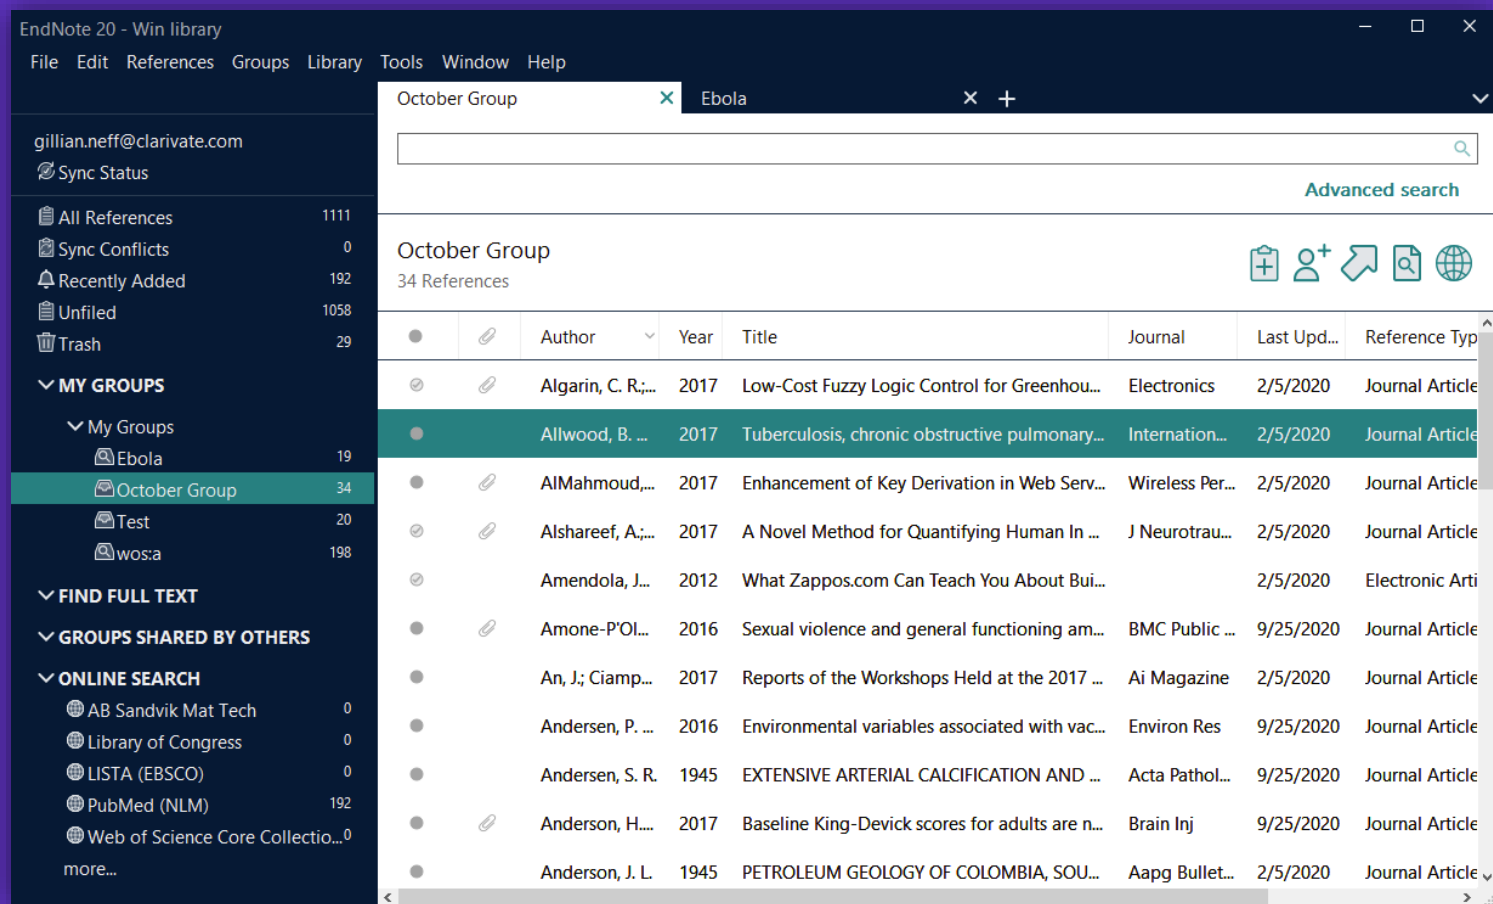 EndNote 20 - Win library
File Edit References Groups Library Tools Window Help
October Group Ebola
gillian.neff@clarivate.com
Sync Status
Advanced search
All References 1111
Sync Conflicts 0
Recently Added 192
Unfiled 1058
Trash 29
MY GROUPS
My Groups
Ebola 19
October Group 34
Test 20
wos:a 198
FIND FULL TEXT
GROUPS SHARED BY OTHERS
ONLINE SEARCH
AB Sandvik Mat Tech 0
Library of Congress 0
LISTA (EBSCO) 0
PubMed (NLM) 192
Web of Science Core Collectio... 0
more...
October Group
34 References
Author Year Title Journal Last Upd... Reference Typ
Algarin, C. R.;... 2017 Low-Cost Fuzzy Logic Control for Greenhou... Electronics 2/5/2020 Journal Article
Allwood, B. ... 2017 Tuberculosis, chronic obstructive pulmonary... Internation... 2/5/2020 Journal Article
AlMahmoud,... 2017 Enhancement of Key Derivation in Web Serv... Wireless Per... 2/5/2020 Journal Article
Alshareef, A.;... 2017 A Novel Method for Quantifying Human In ... J Neurotrau... 2/5/2020 Journal Article
Amendola, J... 2012 What Zappos.com Can Teach You About Bui... 2/5/2020 Electronic Arti
Amone-P'Ol... 2016 Sexual violence and general functioning am... BMC Public ... 9/25/2020 Journal Article
An, J.; Ciamp... 2017 Reports of the Workshops Held at the 2017 ... Ai Magazine 2/5/2020 Journal Article
Andersen, P. ... 2016 Environmental variables associated with vac... Environ Res 9/25/2020 Journal Article
Andersen, S. R. 1945 EXTENSIVE ARTERIAL CALCIFICATION AND ... Acta Pathol... 9/25/2020 Journal Article
Anderson, H.... 2017 Baseline King-Devick scores for adults are n... Brain Inj 9/25/2020 Journal Article
Anderson, J. L. 1945 PETROLEUM GEOLOGY OF COLOMBIA, SOU... Aapg Bullet... 2/5/2020 Journal Article